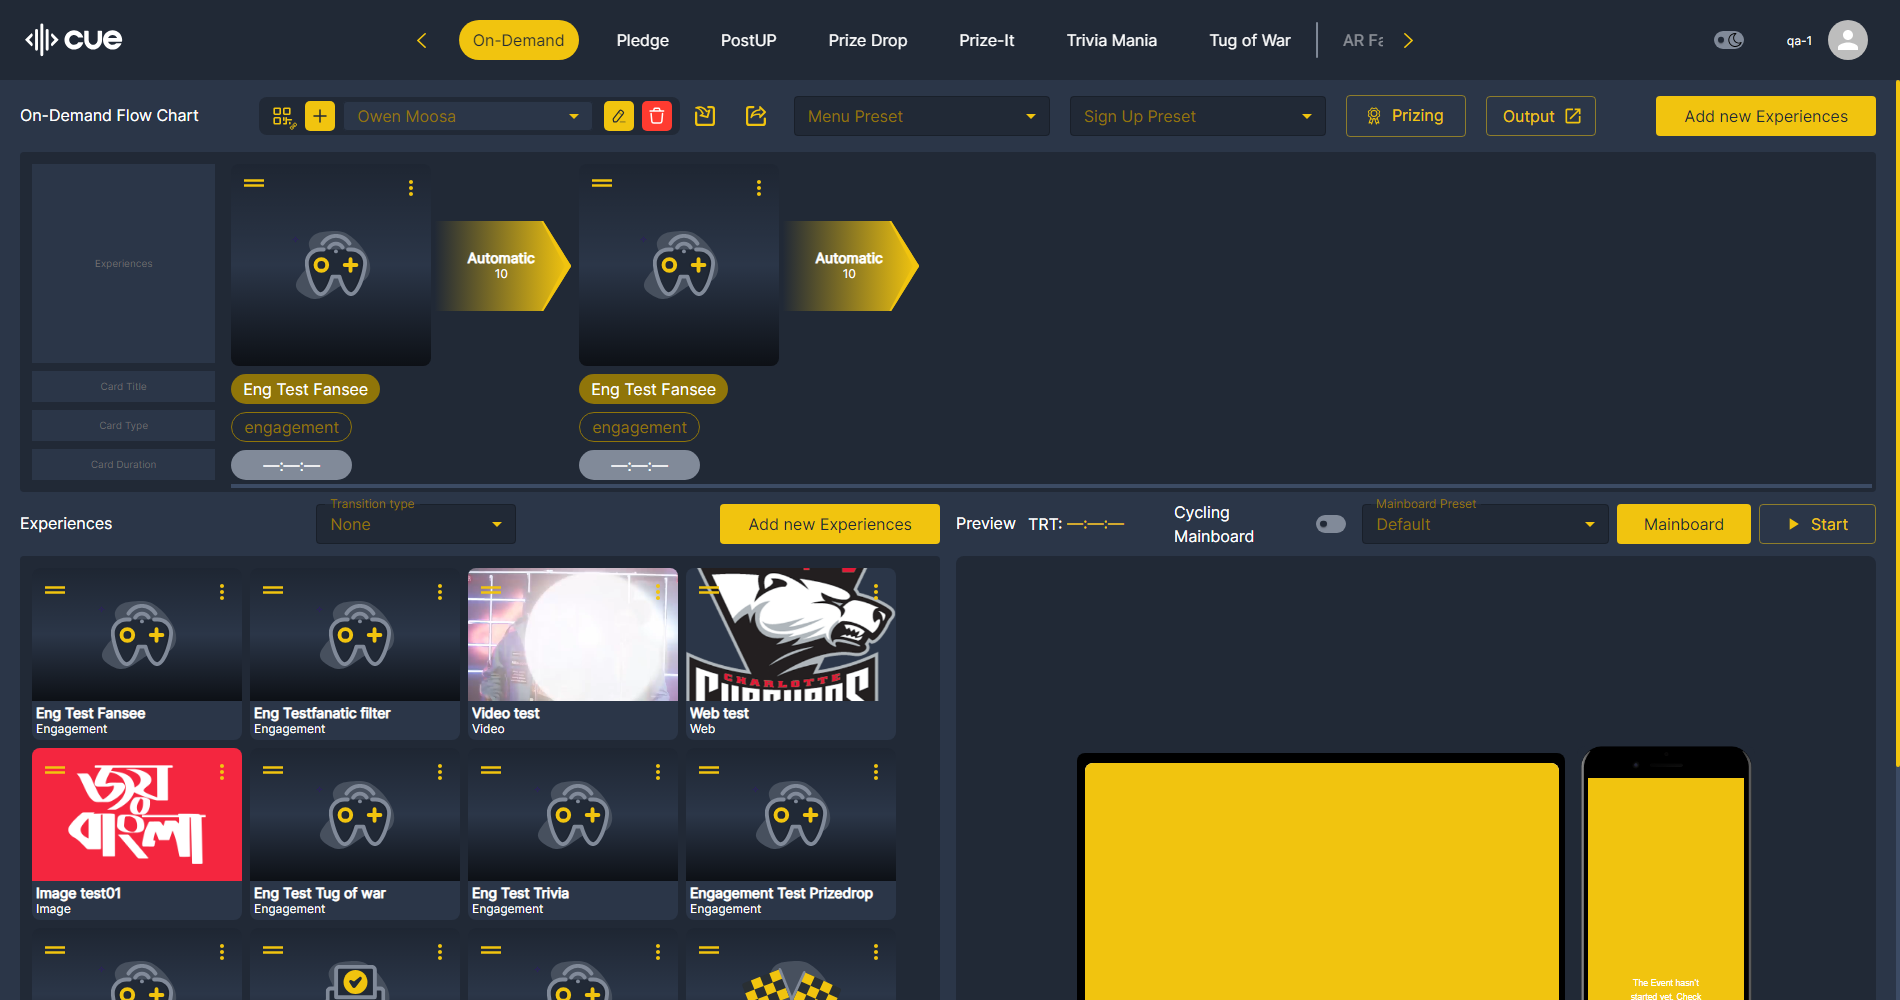 cue
On-Demand
Pledge
PostUP
Prize Drop
Prize-It
Trivia Mania
Tug of War
AR Fa
qa-1
On-Demand Flow Chart
Owen Moosa
Menu Preset
Sign Up Preset
Prizing
Output
Add new Experiences
Experiences
Automatic
10
Automatic
10
Card Title
Eng Test Fansee
Eng Test Fansee
Card Type
engagement
engagement
Card Duration
—:—:—
—:—:—
Experiences
Transition type
None
Add new Experiences
Preview
TRT: —:—:—
Cycling
Mainboard
Mainboard Preset
Default
Mainboard
Start
CHARLOTTE
Eng Test Fansee
Engagement
Eng Testfanatic filter
Engagement
Video test
Video
Web test
Web
জয়
বাংলা
Image test01
Image
Eng Test Tug of war
Engagement
Eng Test Trivia
Engagement
Engagement Test Prizedrop
Engagement
The Event hasn't
started yet. Check